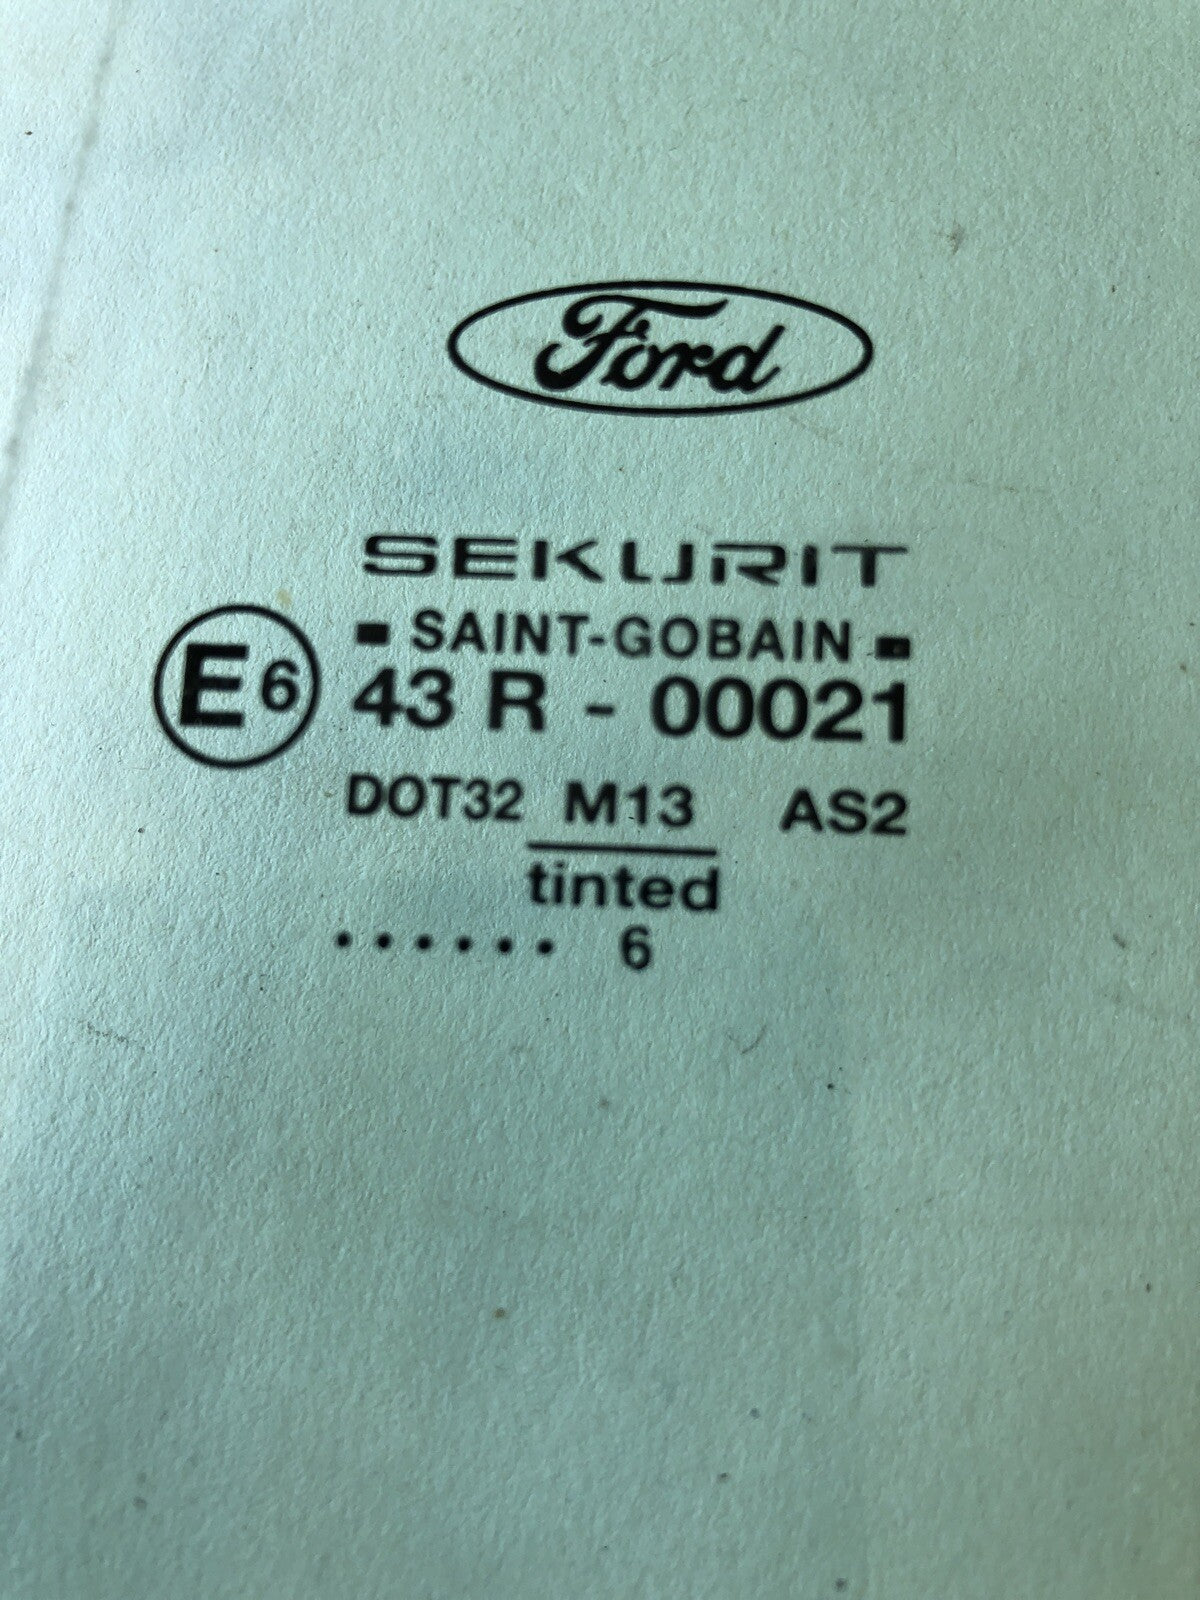 Ford
SEKURIT
SAINT-GOBAIN
E6 43 R - 00021
DOT32 M13 AS2
tinted
...... 6